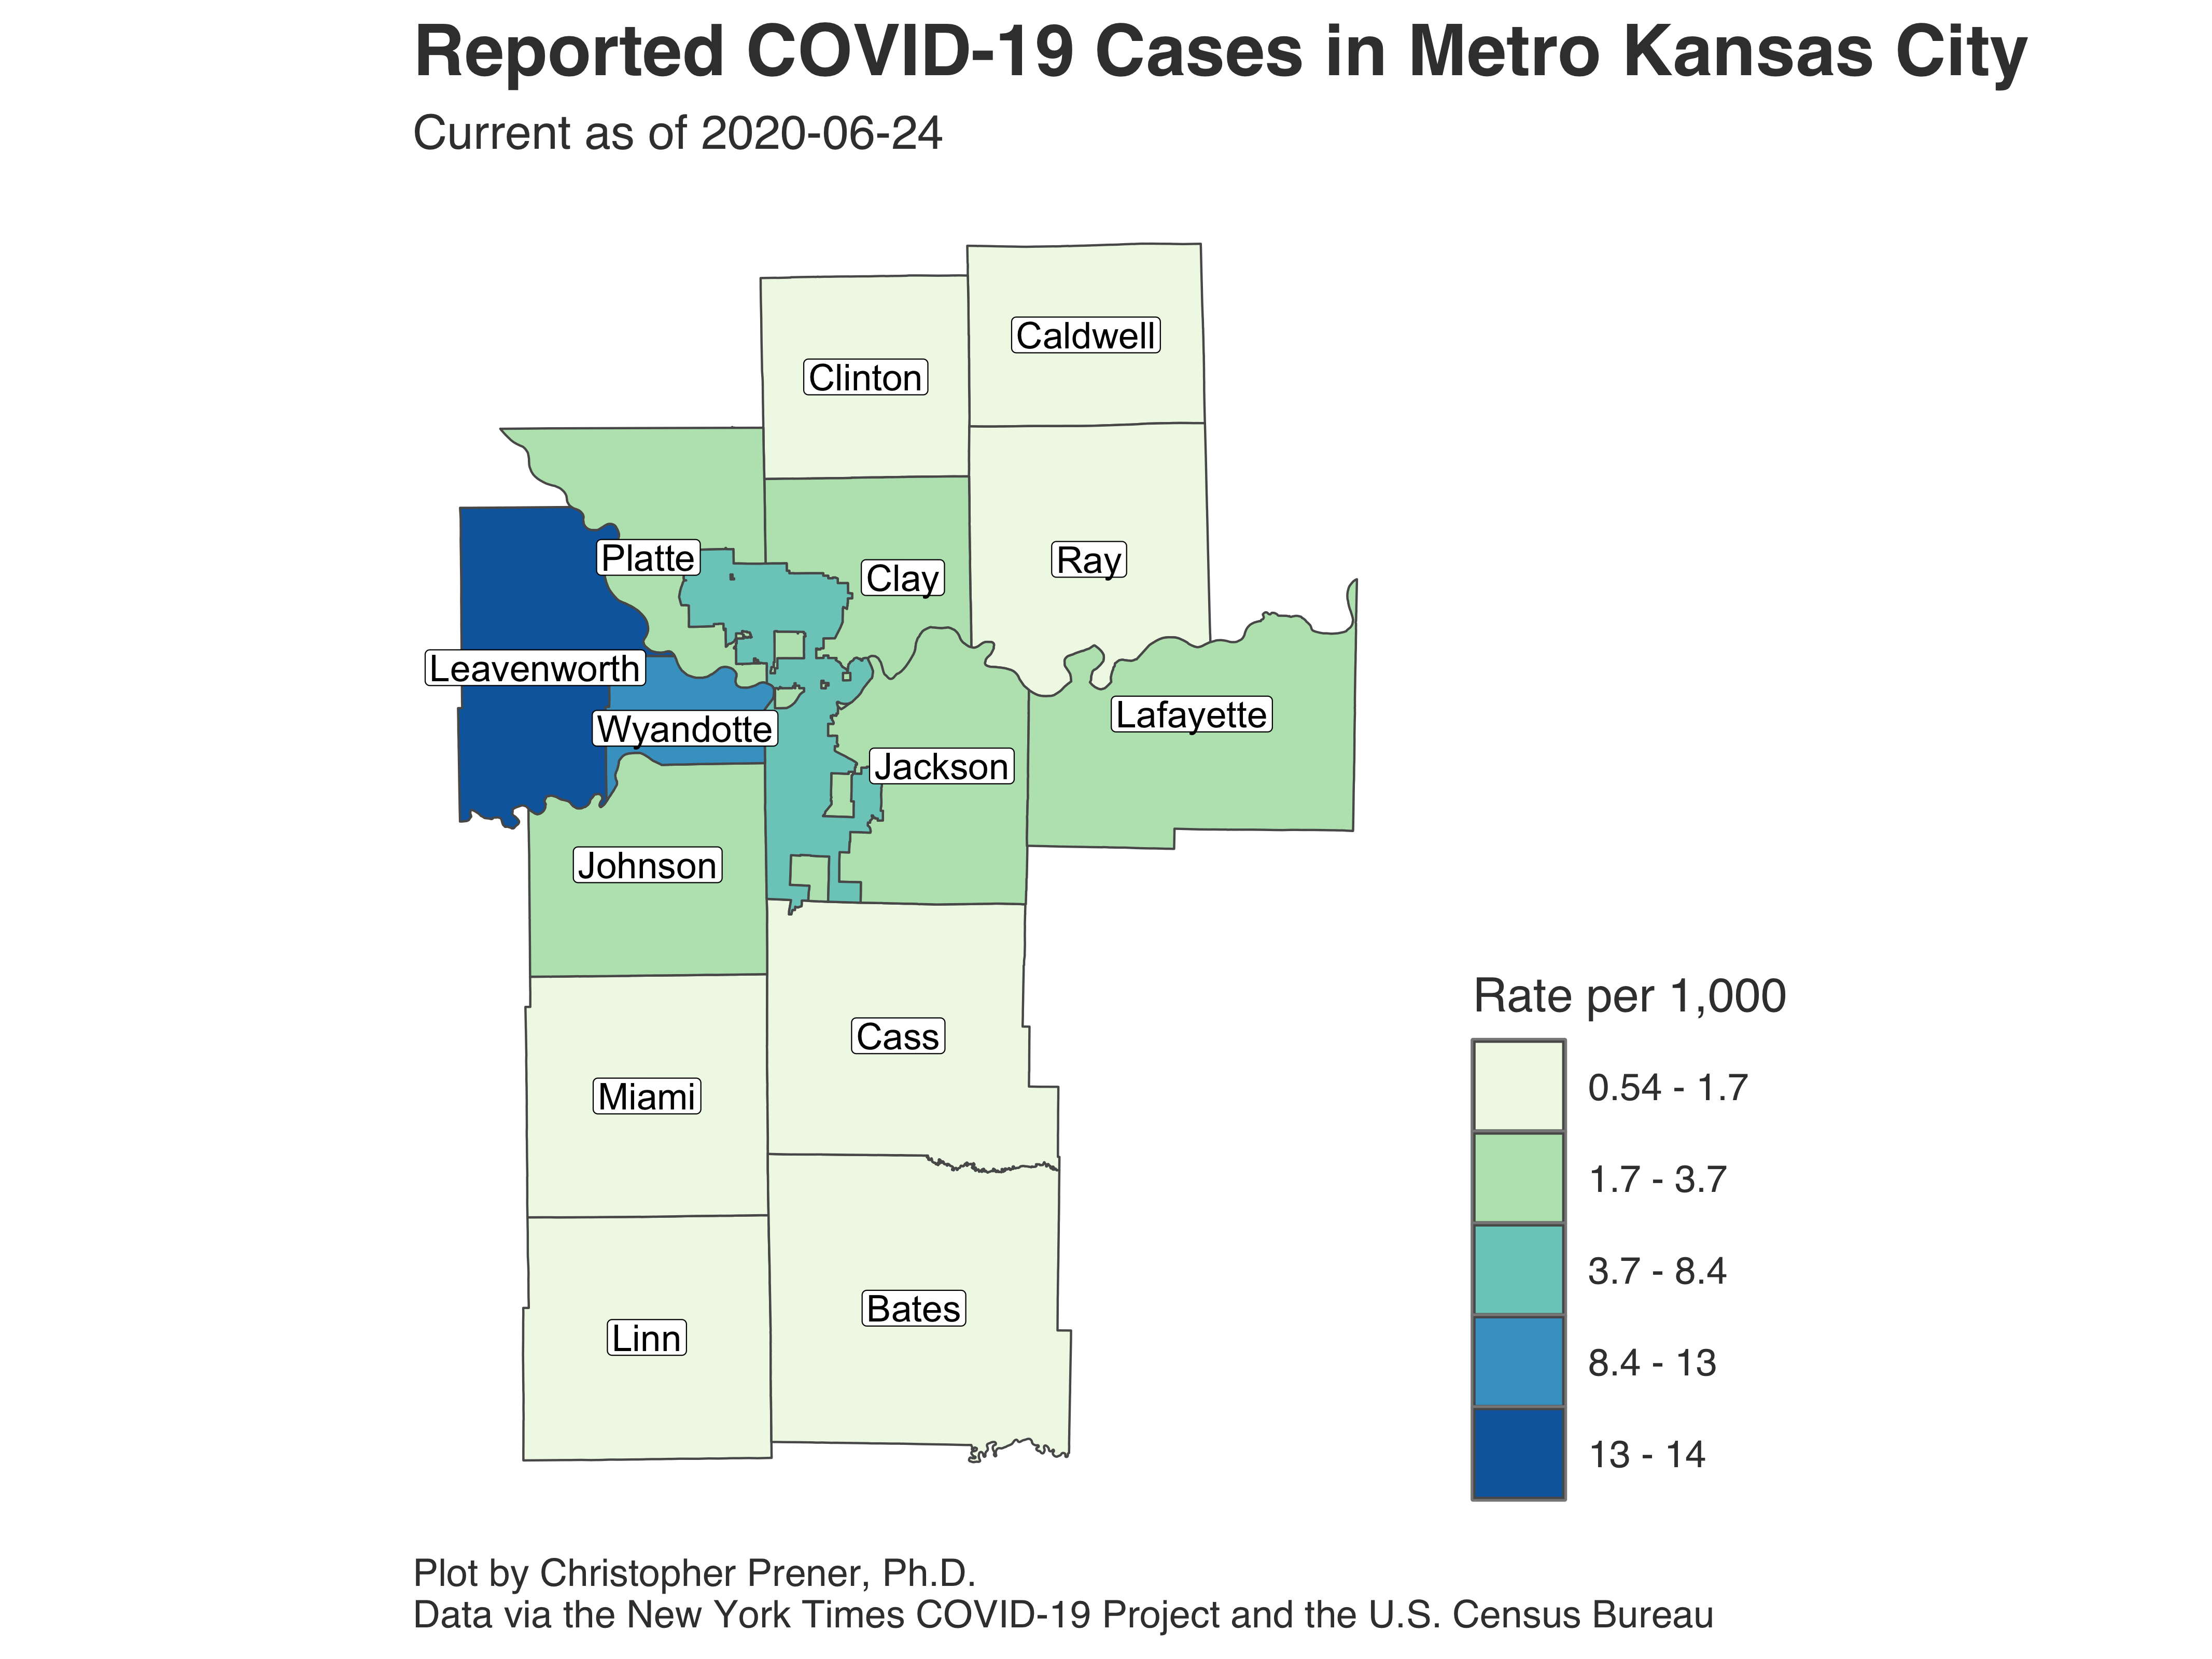 Reported COVID-19 Cases in Metro Kansas City
Current as of 2020-06-24
Caldwell
Clinton
Platte
Clay
Ray
Leavenworth
Wyandotte
Lafayette
Jackson
Johnson
Cass
Miami
Bates
Linn
Rate per 1,000
0.54 - 1.7
1.7 - 3.7
3.7 - 8.4
8.4 - 13
13 - 14
Plot by Christopher Prener, Ph.D.
Data via the New York Times COVID-19 Project and the U.S. Census Bureau